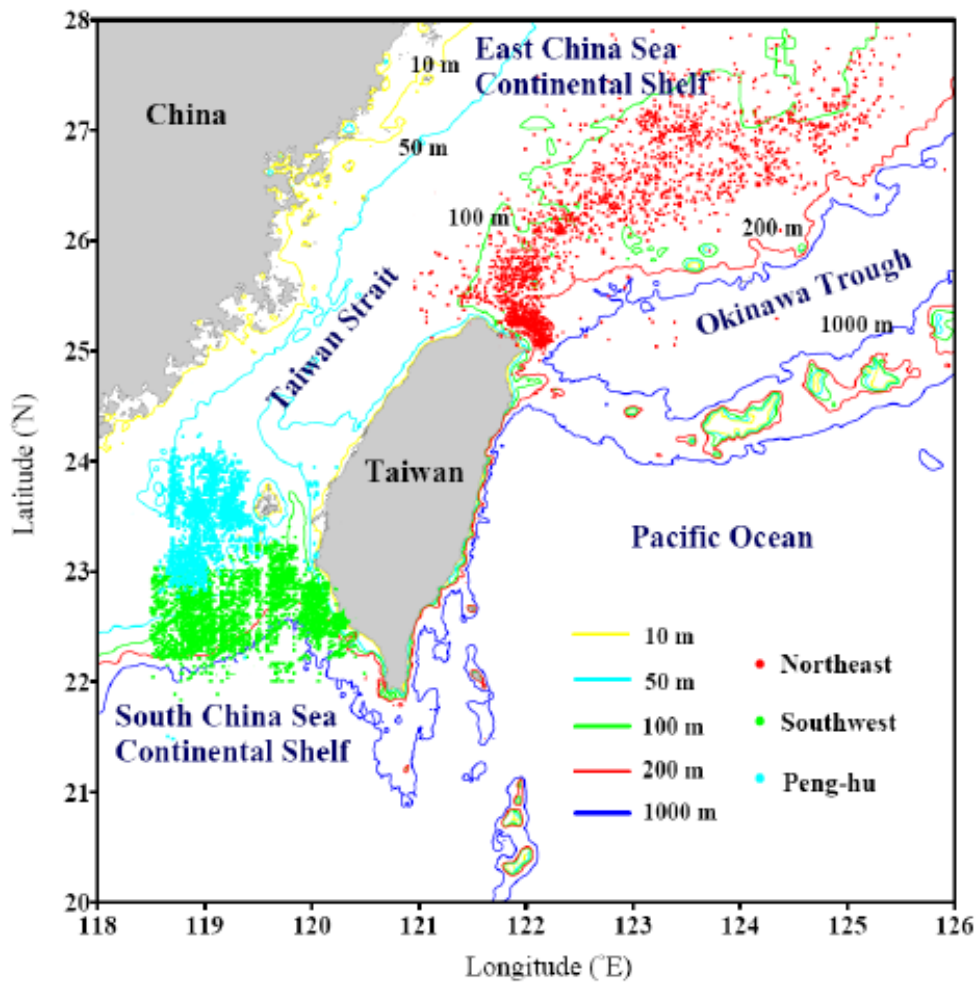 28
27
26
25
24
23
22
21
20
Latitude (°N)
East China Sea
Continental Shelf
10 m
China
50 m
100 m
200 m
Taiwan Strait
Okinawa Trough
1000 m
Taiwan
Pacific Ocean
10 m
50 m
100 m
200 m
1000 m
Northeast
Southwest
Peng-hu
South China Sea
Continental Shelf
118
119
120
121
122
123
124
125
126
Longitude (°E)